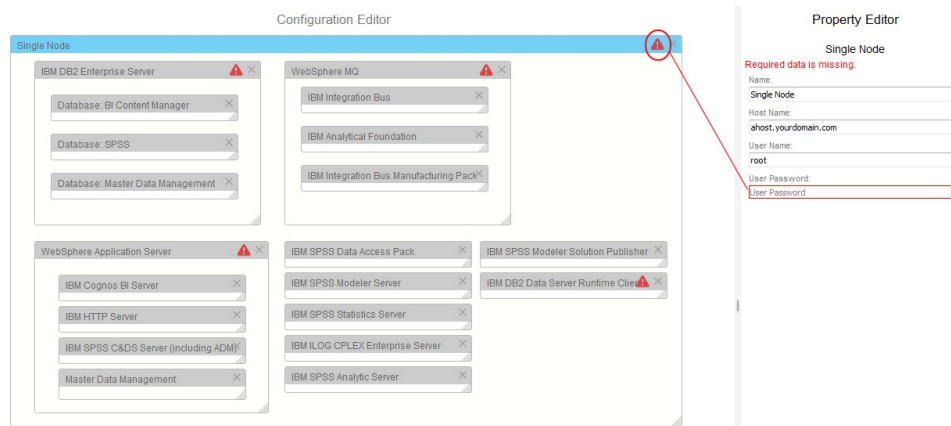 Configuration Editor
Single Node
IBM DB2 Enterprise Server
Database: BI Content Manager
Database: SPSS
Database: Master Data Management
WebSphere MQ
IBM Integration Bus
IBM Analytical Foundation
IBM Integration Bus Manufacturing Pack
WebSphere Application Server
IBM Cognos BI Server
IBM HTTP Server
IBM SPSS C&DS Server (including ADM)
Master Data Management
IBM SPSS Data Access Pack
IBM SPSS Modeler Server
IBM SPSS Statistics Server
IBM ILOG CPLEX Enterprise Server
IBM SPSS Analytic Server
IBM SPSS Modeler Solution Publisher
IBM DB2 Data Server Runtime Client
Property Editor
Single Node
Required data is missing.
Name:
Single Node
Host Name:
ahost.yourdomain.com
User Name:
root
User Password:
User Password